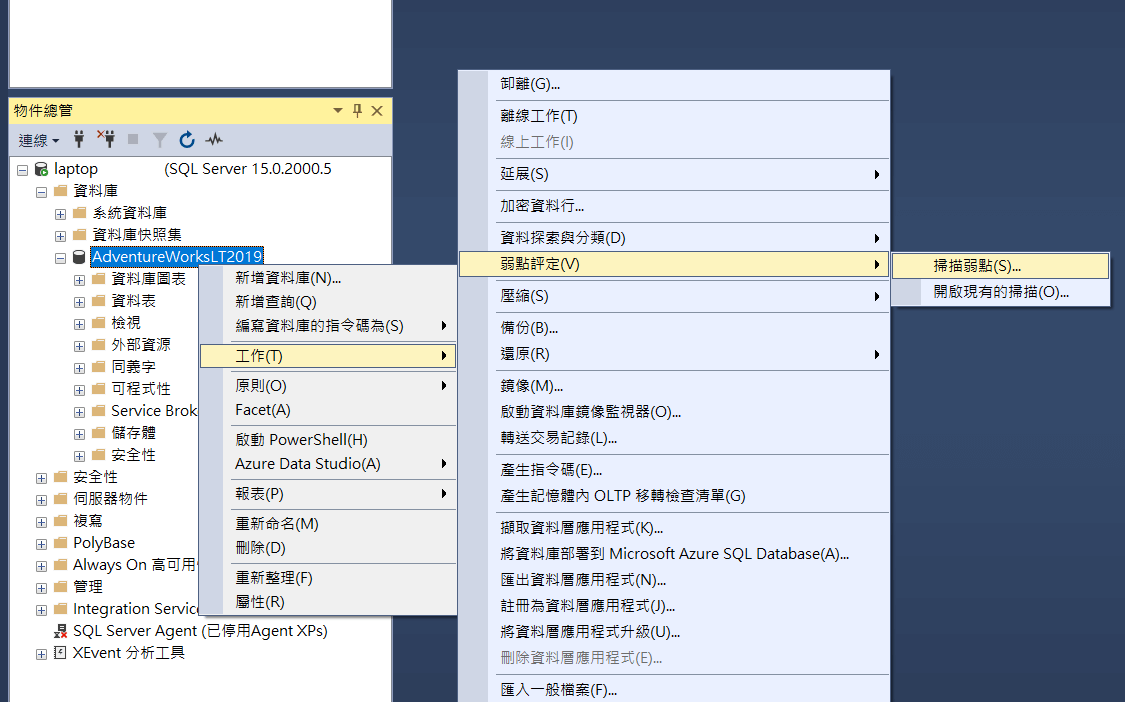 物件總管
連線
laptop (SQL Server 15.0.2000.5
資料庫
系統資料庫
資料庫快照集
AdventureWorksLT2019
資料庫圖表
資料表
檢視
外部資源
同義字
可程式性
Service Brok
儲存體
安全性
安全性
伺服器物件
複寫
PolyBase
Always On 高可用
管理
Integration Service
SQL Server Agent (已停用Agent XPs)
XEvent 分析工具
新增資料庫(N)...
新增查詢(Q)
編寫資料庫的指令碼為(S)
工作(T)
原則(O)
Facet(A)
啟動 PowerShell(H)
Azure Data Studio(A)
報表(P)
重新命名(M)
刪除(D)
重新整理(F)
屬性(R)
卸離(G)...
離線工作(T)
線上工作(I)
延展(S)
加密資料行...
資料探索與分類(D)
弱點評定(V)
壓縮(S)
備份(B)...
還原(R)
鏡像(M)...
啟動資料庫鏡像監視器(O)...
轉送交易記錄(L)...
產生指令碼(E)...
產生記憶體內 OLTP 移轉檢查清單(G)
擷取資料層應用程式(K)...
將資料庫部署到 Microsoft Azure SQL Database(A)...
匯出資料層應用程式(N)...
註冊為資料層應用程式(J)...
將資料層應用程式升級(U)...
刪除資料層應用程式(E)...
匯入一般檔案(F)...
掃描弱點(S)...
開啟現有的掃描(O)...